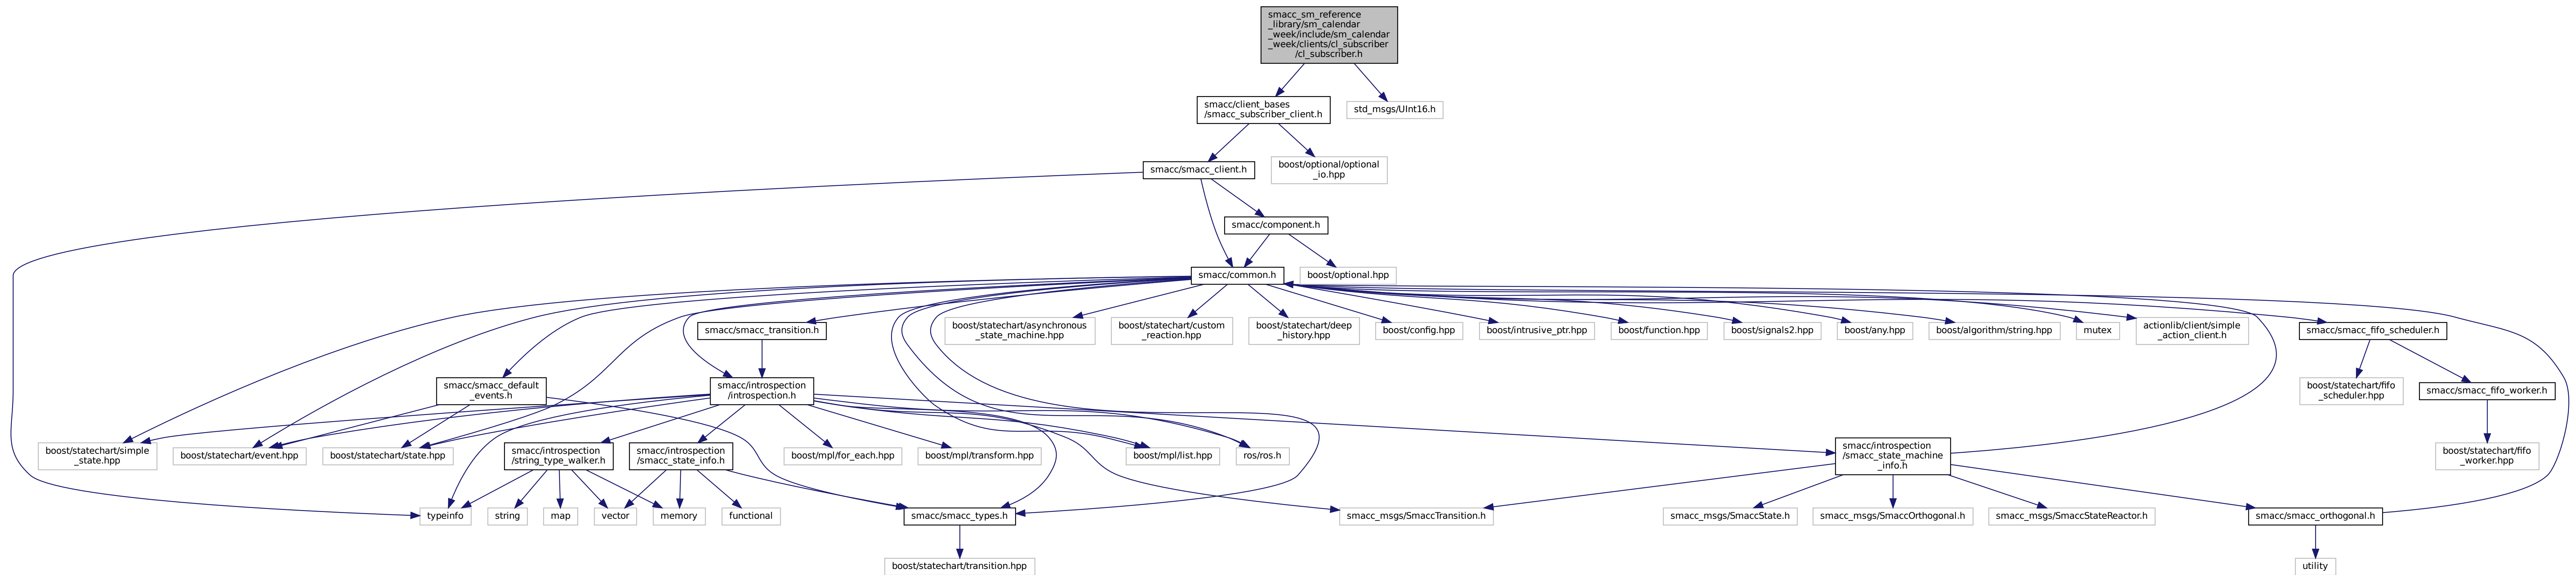 smacc_sm_reference
_library/sm_calendar
_week/include/sm_calendar
_week/clients/cl_subscriber
/cl_subscriber.h
smacc/client_bases
/smacc_subscriber_client.h
std_msgs/UInt16.h
smacc/smacc_client.h
boost/optional/optional
_io.hpp
smacc/component.h
smacc/common.h
boost/optional.hpp
smacc/smacc_transition.h
boost/statechart/asynchronous
_state_machine.hpp
boost/statechart/custom
_reaction.hpp
boost/statechart/deep
_history.hpp
boost/config.hpp
boost/intrusive_ptr.hpp
boost/function.hpp
boost/signals2.hpp
boost/any.hpp
boost/algorithm/string.hpp
mutex
actionlib/client/simple
_action_client.h
smacc/smacc_fifo_scheduler.h
smacc/smacc_default
_events.h
smacc/introspection
/introspection.h
boost/statechart/fifo
_scheduler.hpp
smacc/smacc_fifo_worker.h
boost/statechart/simple
_state.hpp
boost/statechart/event.hpp
boost/statechart/state.hpp
smacc/introspection
/string_type_walker.h
smacc/introspection
/smacc_state_info.h
boost/mpl/for_each.hpp
boost/mpl/transform.hpp
boost/mpl/list.hpp
ros/ros.h
smacc/introspection
/smacc_state_machine
_info.h
boost/statechart/fifo
_worker.hpp
typeinfo
string
map
vector
memory
functional
smacc/smacc_types.h
smacc_msgs/SmaccTransition.h
smacc_msgs/SmaccState.h
smacc_msgs/SmaccOrthogonal.h
smacc_msgs/SmaccStateReactor.h
smacc/smacc_orthogonal.h
boost/statechart/transition.hpp
utility